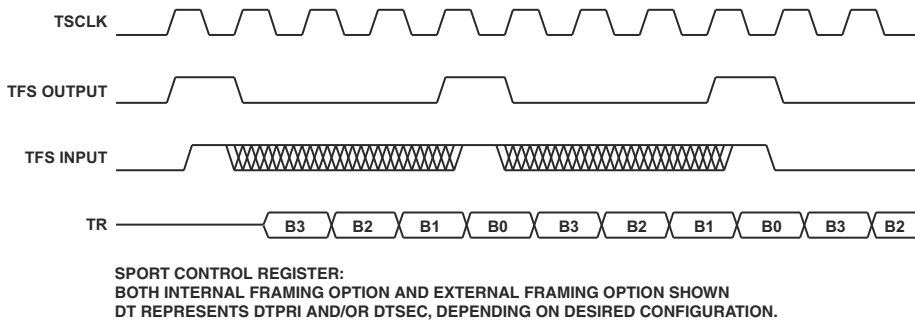 TSCLK
TFS OUTPUT
TFS INPUT
TR B3 B2 B1 B0 B3 B2 B1 B0 B3 B2
SPORT CONTROL REGISTER:
BOTH INTERNAL FRAMING OPTION AND EXTERNAL FRAMING OPTION SHOWN
DT REPRESENTS DTPRI AND/OR DTSEC, DEPENDING ON DESIRED CONFIGURATION.